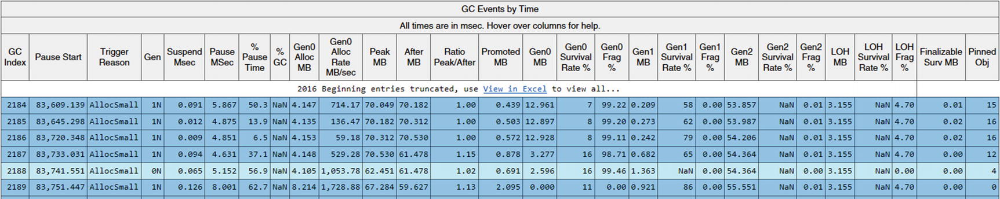 GC Events by Time
All times are in msec. Hover over columns for help.
GC Index Pause Start Trigger Reason Gen Suspend Msec Pause MSec % Pause Time % GC Gen0 Alloc MB Gen0 Alloc Rate MB/sec Peak MB After MB Ratio Peak/After Promoted MB Gen0 MB Gen0 Survival Rate % Gen0 Frag % Gen1 MB Gen1 Survival Rate % Gen1 Frag % Gen2 MB Gen2 Survival Rate % Gen2 Frag % LOH MB LOH Survival Rate % LOH Frag % Finalizable Surv MB Pinned Obj
2016 Beginning entries truncated, use View in Excel to view all...
2184 83,609.139 AllocSmall 1N 0.091 5.867 50.3 NaN 4.147 714.17 70.049 70.182 1.00 0.439 12.961 7 99.22 0.209 58 0.00 53.857 NaN 0.01 3.155 NaN 4.70 0.01 15
2185 83,645.298 AllocSmall 1N 0.012 4.875 13.9 NaN 4.135 136.47 70.182 70.312 1.00 0.503 12.897 8 99.20 0.273 62 0.00 53.987 NaN 0.01 3.155 NaN 4.70 0.02 16
2186 83,720.348 AllocSmall 1N 0.009 4.851 6.5 NaN 4.153 59.18 70.312 70.530 1.00 0.572 12.928 8 99.11 0.242 79 0.00 54.206 NaN 0.01 3.155 NaN 4.70 0.02 16
2187 83,733.031 AllocSmall 1N 0.094 4.631 37.1 NaN 4.148 529.28 70.530 61.478 1.15 0.878 3.277 16 98.71 0.682 65 0.00 54.364 NaN 0.01 3.155 NaN 4.70 0.00 12
2188 83,741.551 AllocSmall 0N 0.065 5.152 56.9 NaN 4.105 1,053.78 62.451 61.478 1.02 0.691 2.596 16 99.46 1.363 NaN 0.00 54.364 NaN 0.00 3.155 NaN 0.00 0.00 4
2189 83,751.447 AllocSmall 1N 0.126 8.001 62.7 NaN 8.214 1,728.88 67.284 59.627 1.13 2.095 0.000 11 0.00 0.921 86 0.00 55.551 NaN 0.01 3.155 NaN 4.70 0.00 0